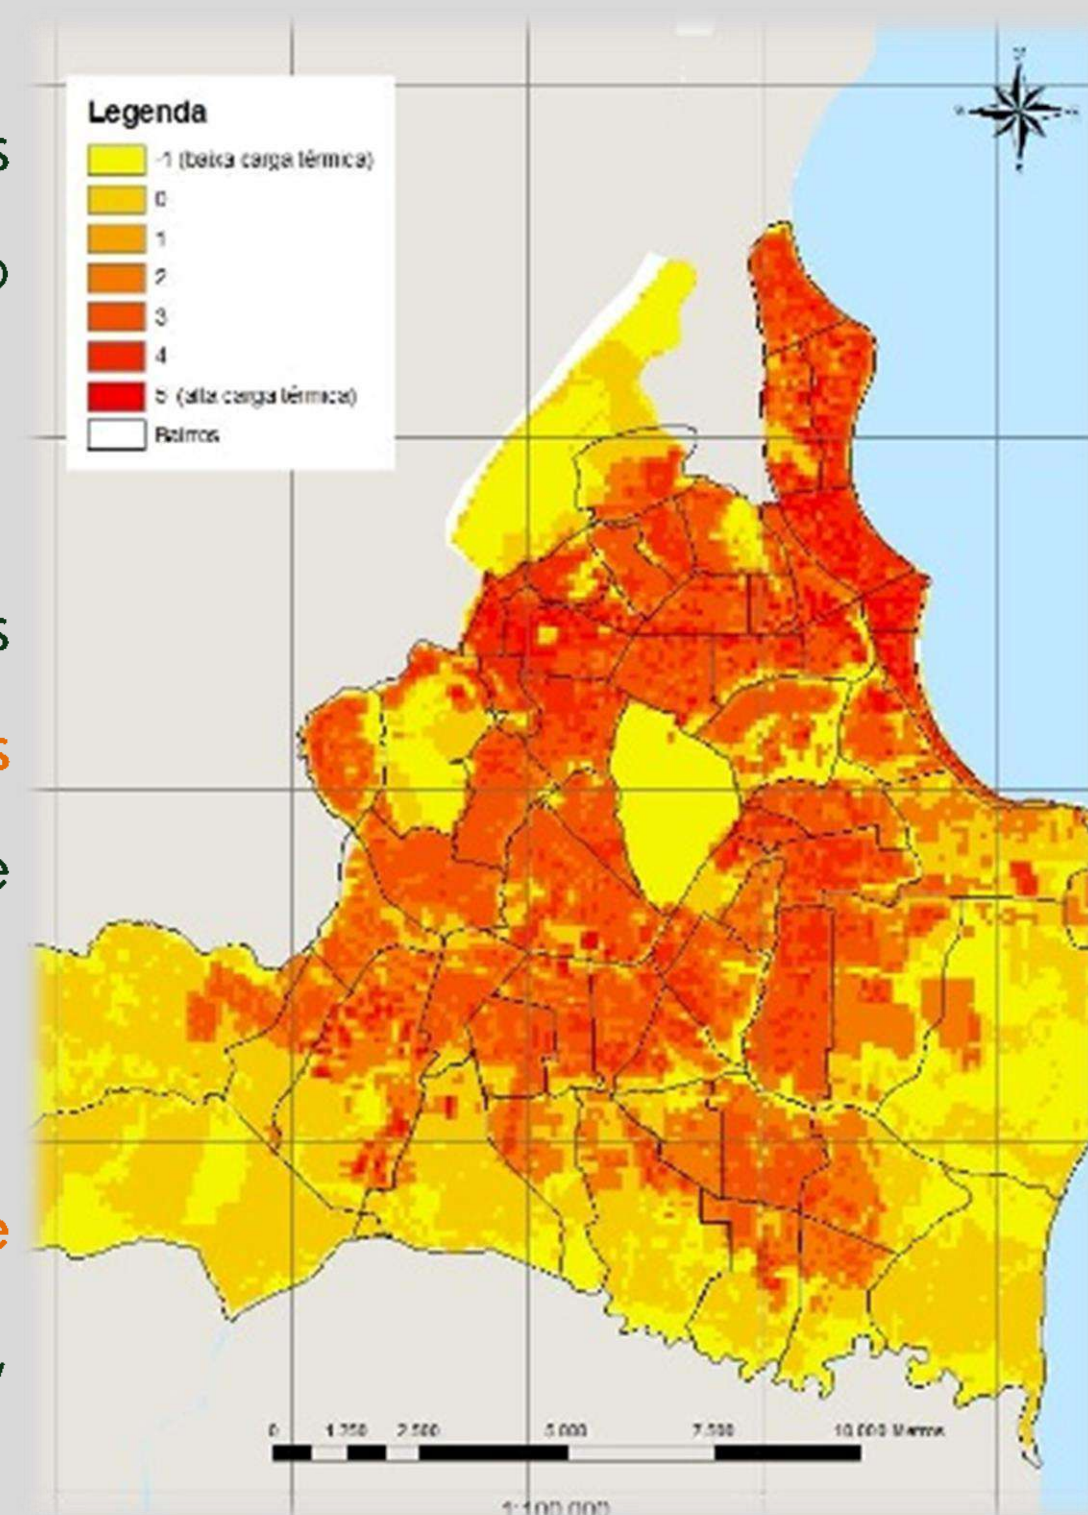 s
o
s
s
e
e
Legenda
-1 (baixa carga térmica)
0
1
2
3
4
5 (alta carga térmica)
Bairros
0 1.250 2.500 5.000 7.500 10.000 Metros
1:100.000